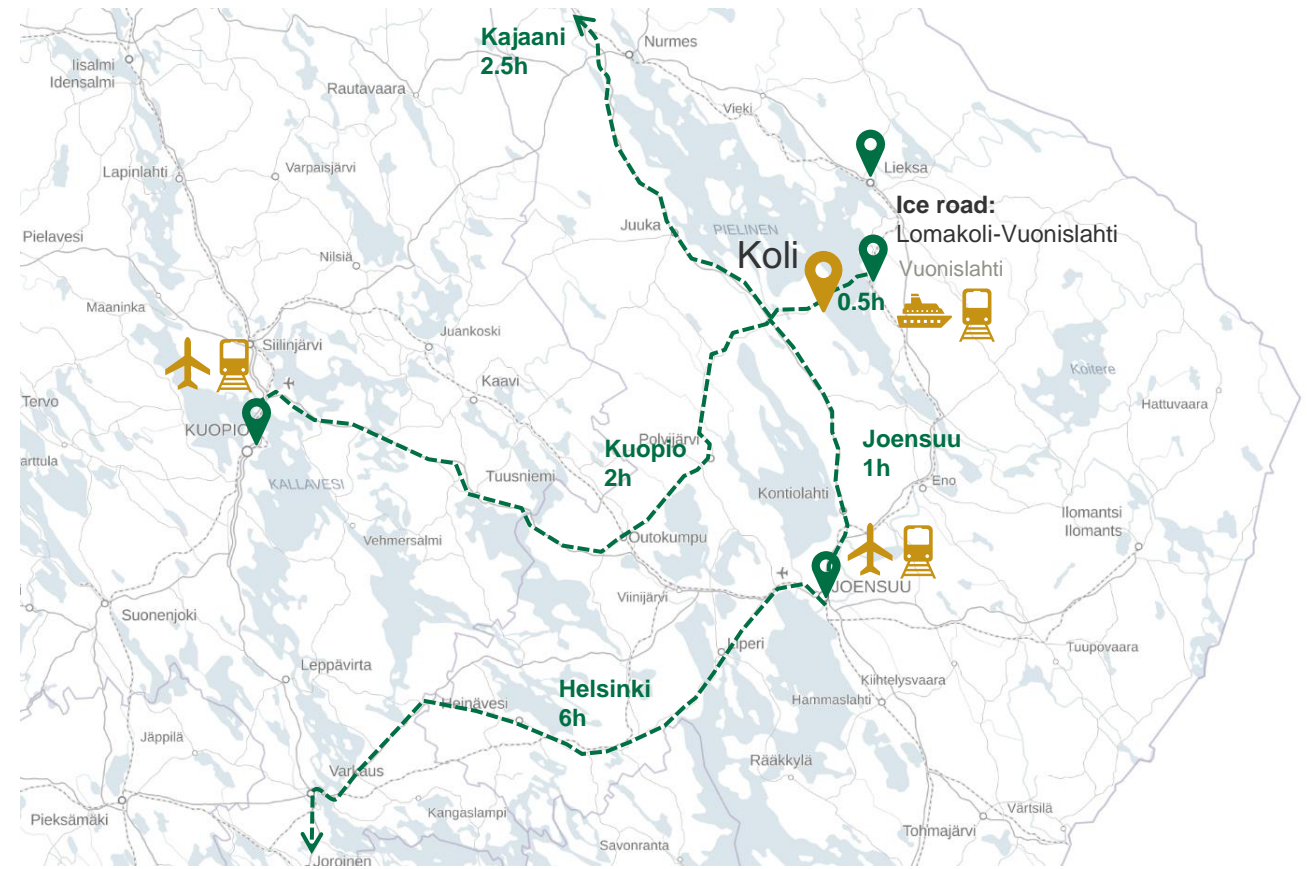 Kajaani
2.5h
Nurmes
Iisalmi
Idensalmi
Rautavaara
Vieki
Lapinlahti
Varpaisjärvi
Lieksa
Ice road:
Lomakoli-Vuonislahti
Juuka
PIELINEN
Pielavesi
Koli
Nilsiä
Vuonislahti
0.5h
Maaninka
Juankoski
Siilinjärvi
Koitere
Kaavi
Tervo
Hattuvaara
KUOPIO
Polvijärvi
Kuopio
2h
Joensuu
1h
arttula
Tuusniemi
KALLAVESI
Kontiolahti
Eno
Ilomantsi
Ilomants
Vehmersalmi
Outokumpu
JOENSUU
Viinijärvi
Suonenjoki
Liperi
Tuupovaara
Leppävirta
Kiihtelysvaara
Helsinki
6h
Heinävesi
Hammaslahti
Jäppilä
Rääkkylä
Varkaus
Värtsilä
Kangaslampi
Pieksämäki
Tohmajärvi
Savonranta
Joroinen